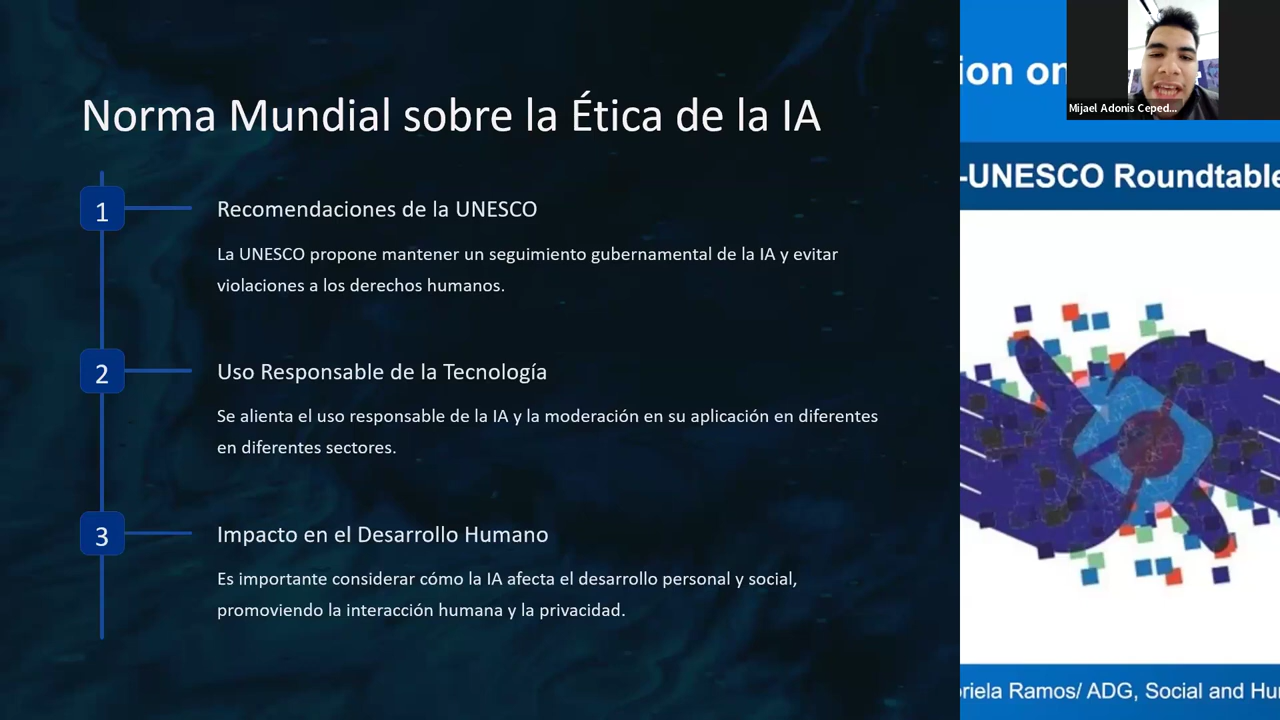 Norma Mundial sobre la Ética de la IA
1
Recomendaciones de la UNESCO
La UNESCO propone mantener un seguimiento gubernamental de la IA y evitar
violaciones a los derechos humanos.
2
Uso Responsable de la Tecnología
Se alienta el uso responsable de la IA y la moderación en su aplicación en diferentes
en diferentes sectores.
3
Impacto en el Desarrollo Humano
Es importante considerar cómo la IA afecta el desarrollo personal y social,
promoviendo la interacción humana y la privacidad.
ion on
Mijael Adonis Ceped...
-UNESCO Roundtable
riela Ramos/ ADG, Social and Hu